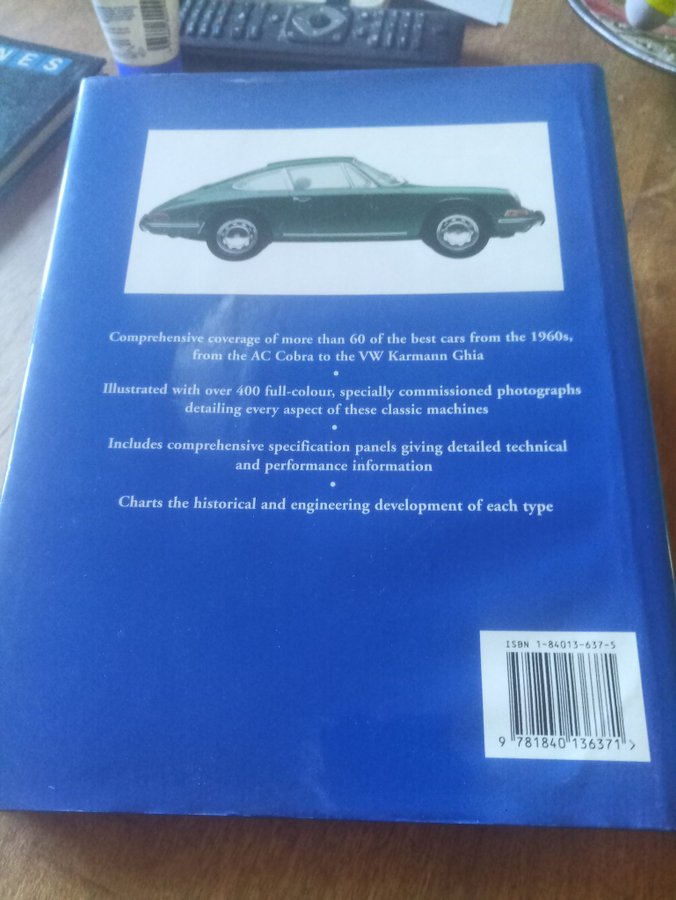 NES
Comprehensive coverage of more than 60 of the best cars from the 1960s,
from the AC Cobra to the VW Karmann Ghia
•
Illustrated with over 400 full-colour, specially commissioned photographs
detailing every aspect of these classic machines
•
Includes comprehensive specification panels giving detailed technical
and performance information
•
Charts the historical and engineering development of each type
ISBN 1-84013-637-5
9 781840 136371 >